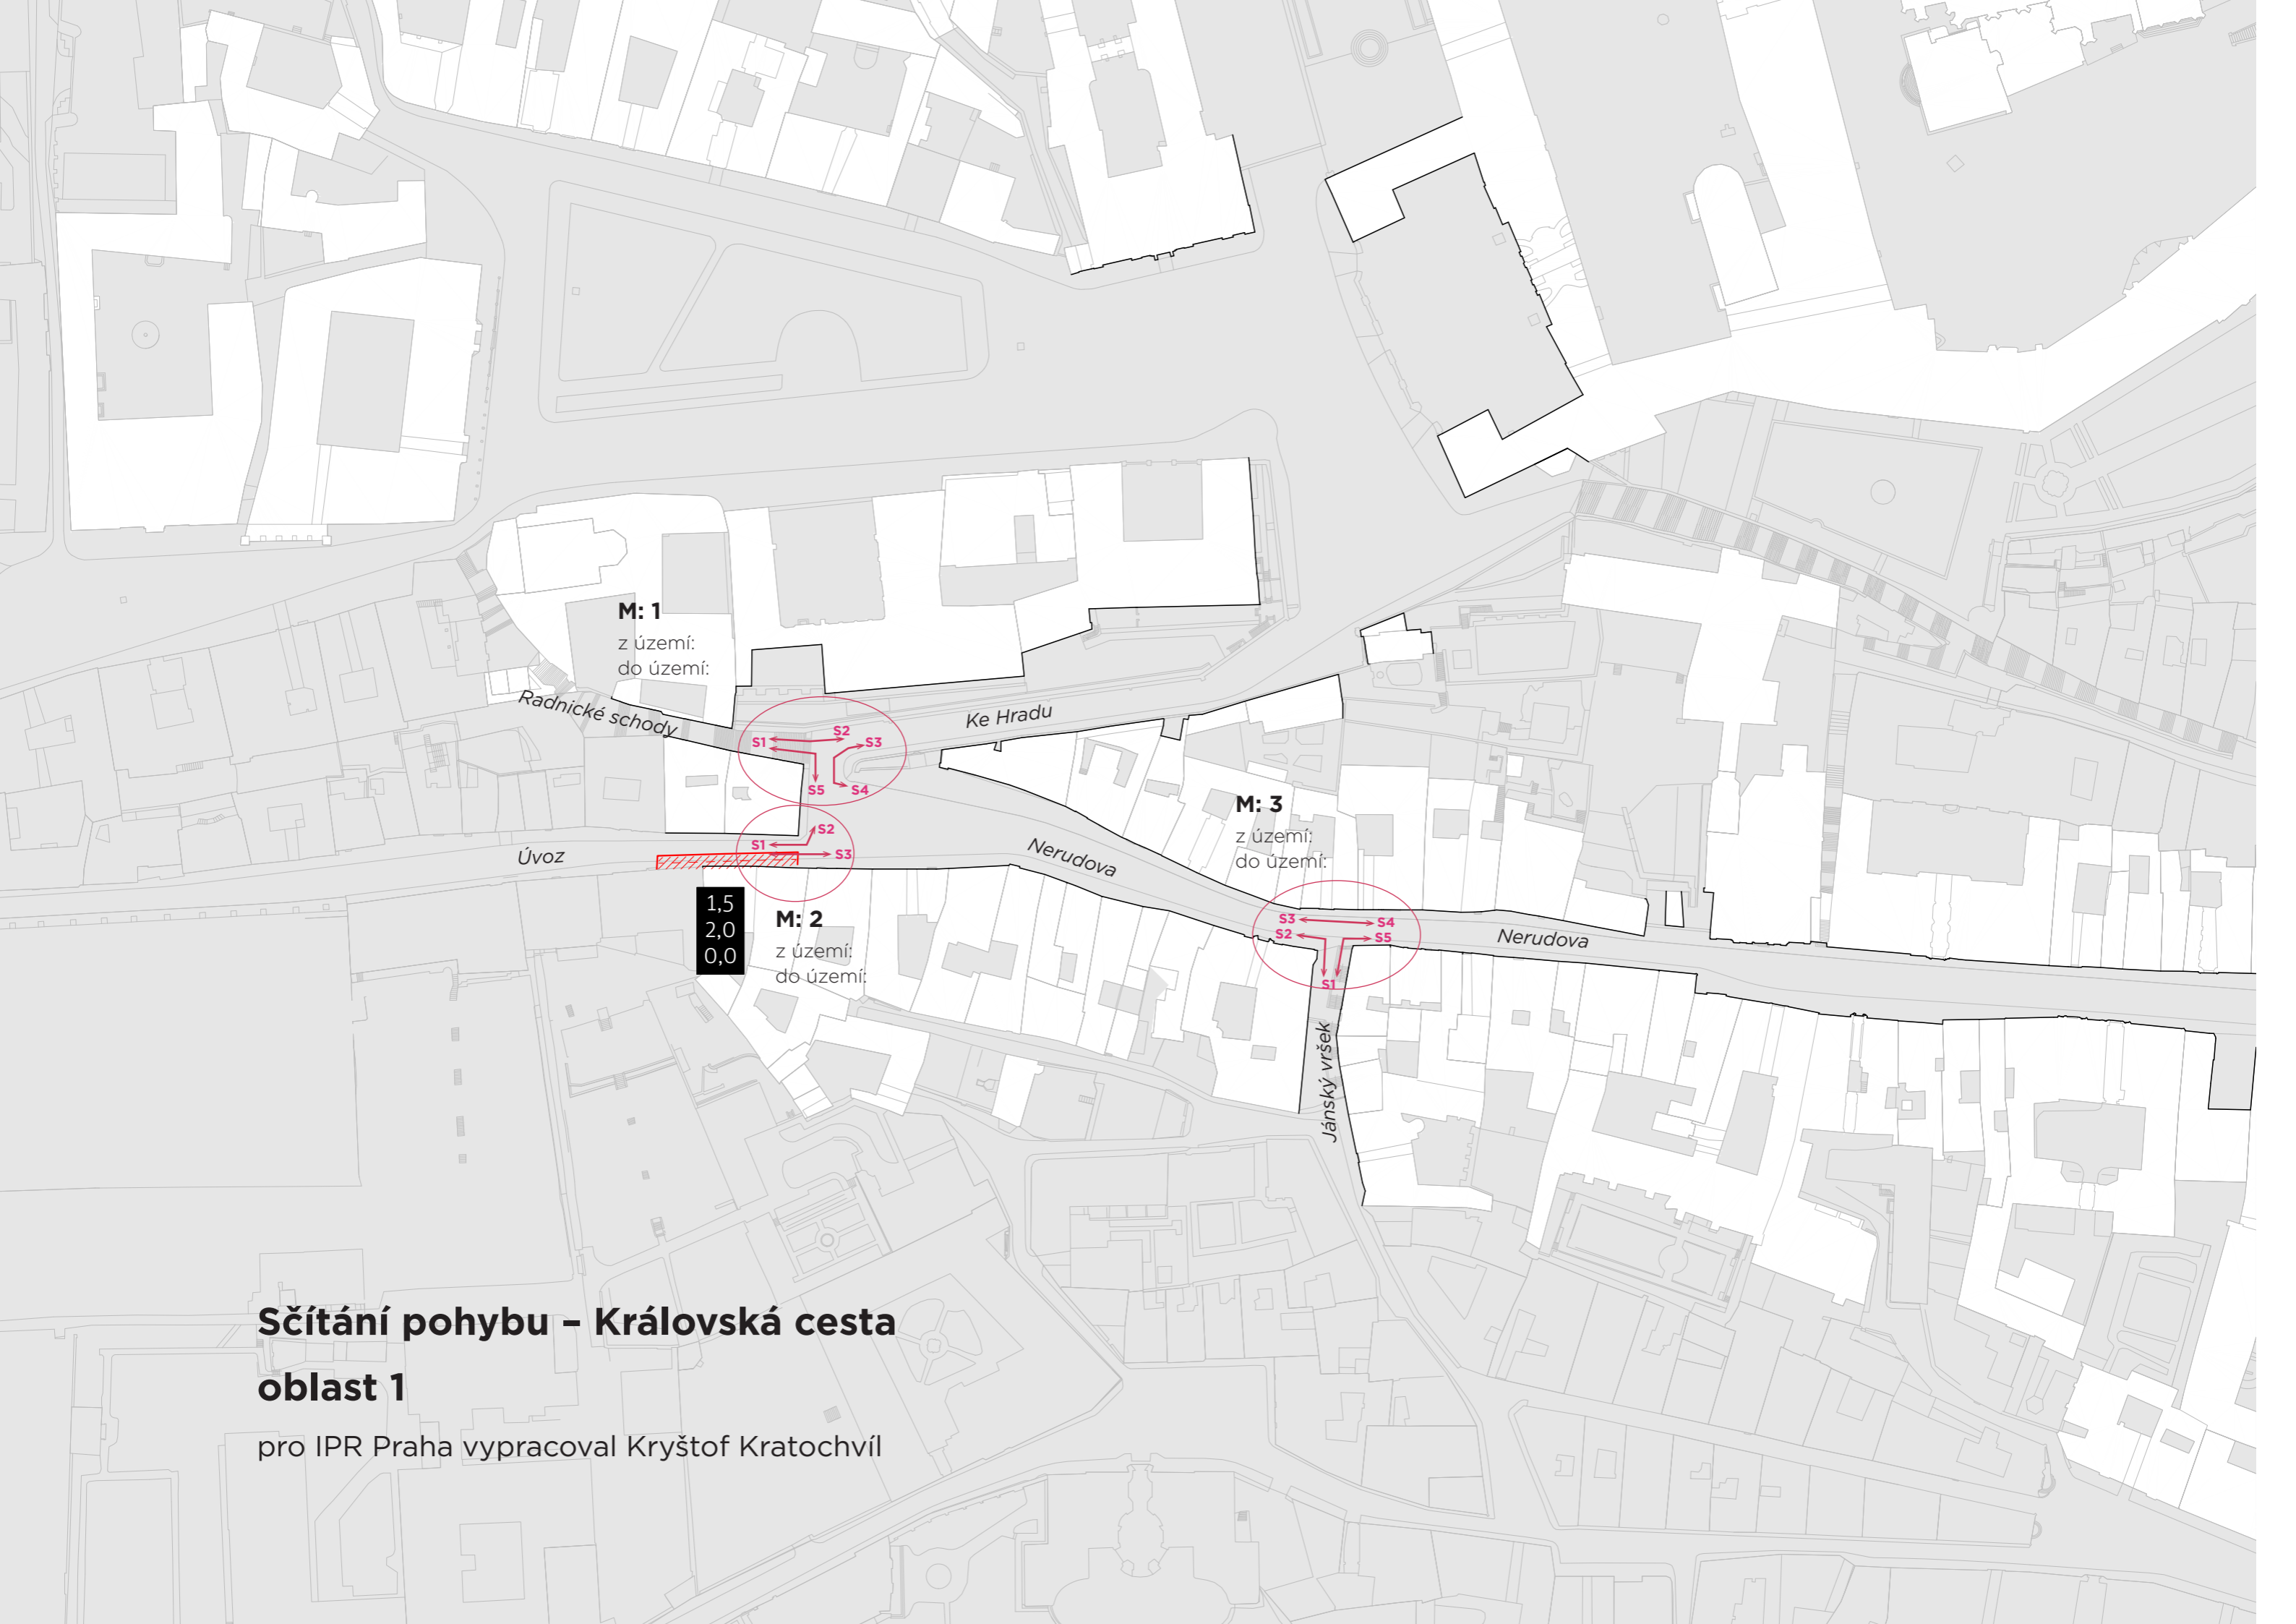 M: 1
z území:
do území:
Radnické schody
Ke Hradu
S1
S2
S3
S5
S4
S2
S1
S3
Úvoz
Nerudova
1,5
2,0
0,0
M: 2
z území:
do území:
M: 3
z území:
do území:
S3
S4
S2
S5
S1
Nerudova
Jánský vršek
Sčítání pohybu – Královská cesta
oblast 1
pro IPR Praha vypracoval Kryštof Kratochvíl